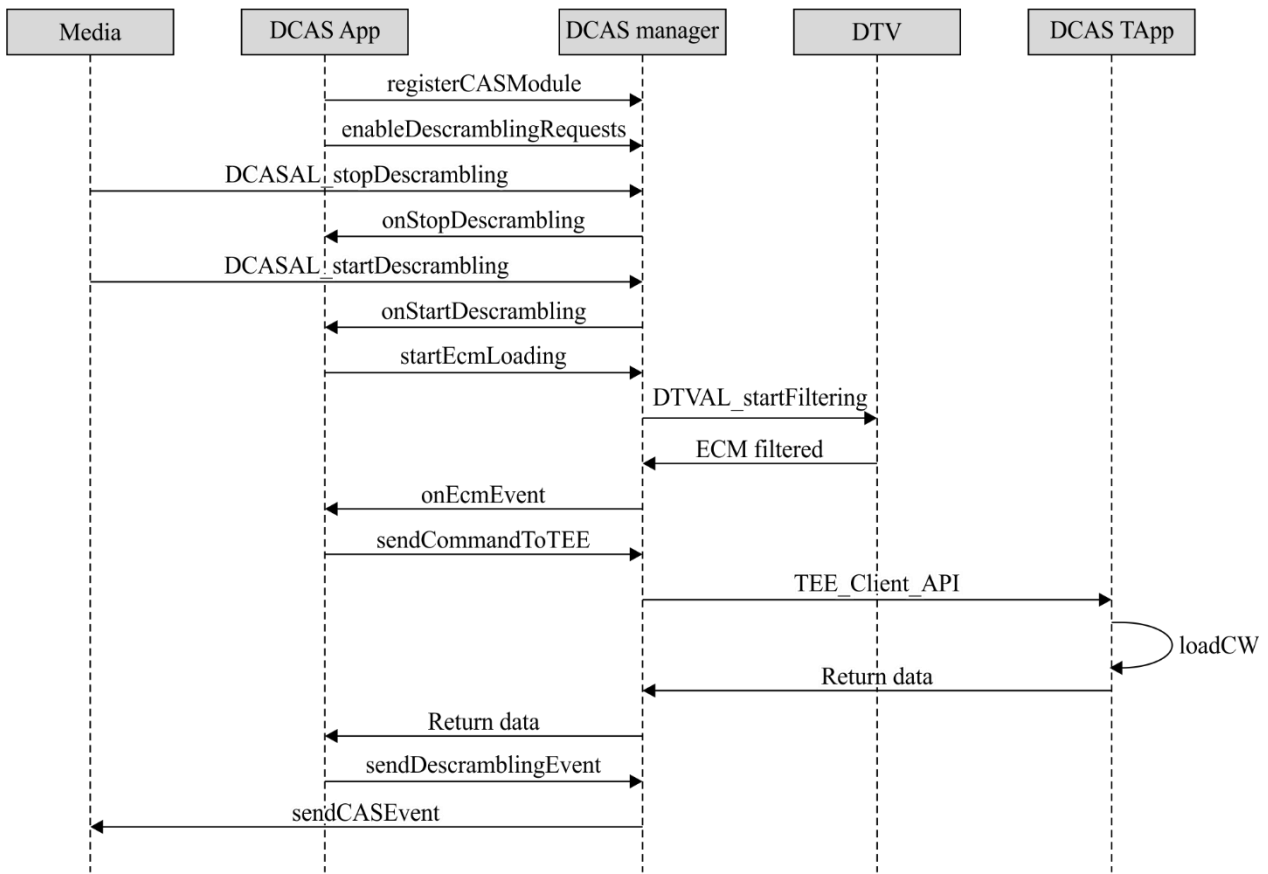 Media
DCAS App
DCAS manager
DTV
DCAS TApp
registerCASModule
enableDescramblingRequests
DCASAL_stopDescrambling
onStopDescrambling
DCASAL_startDescrambling
onStartDescrambling
startEcmLoading
DTVAL_startFiltering
ECM filtered
onEcmEvent
sendCommandToTEE
TEE_Client_API
loadCW
Return data
Return data
sendDescramblingEvent
sendCASEvent